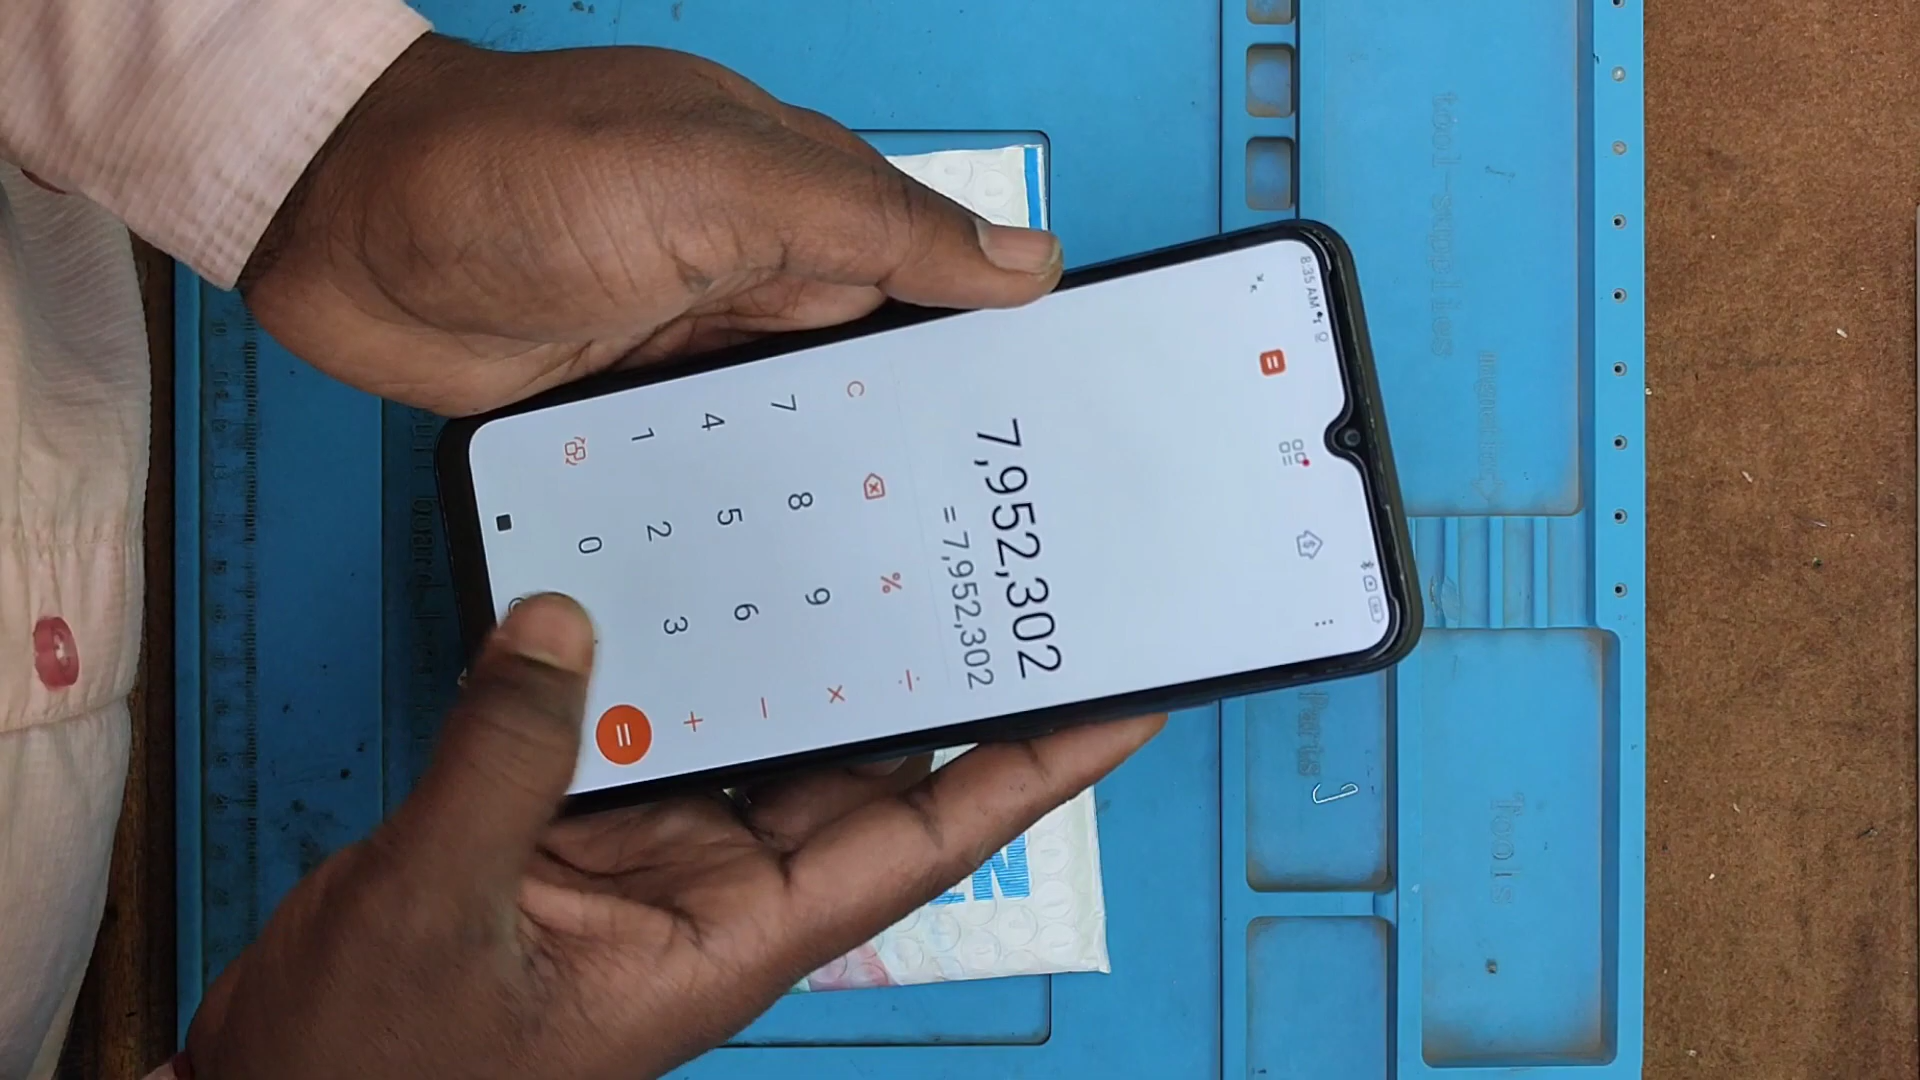 8:35 AM
7,952,302
= 7,952,302
C % ÷
7 8 9 ×
4 5 6 −
1 2 3 +
0 =
tool-supplies
magnetic
Parts
Tools
N